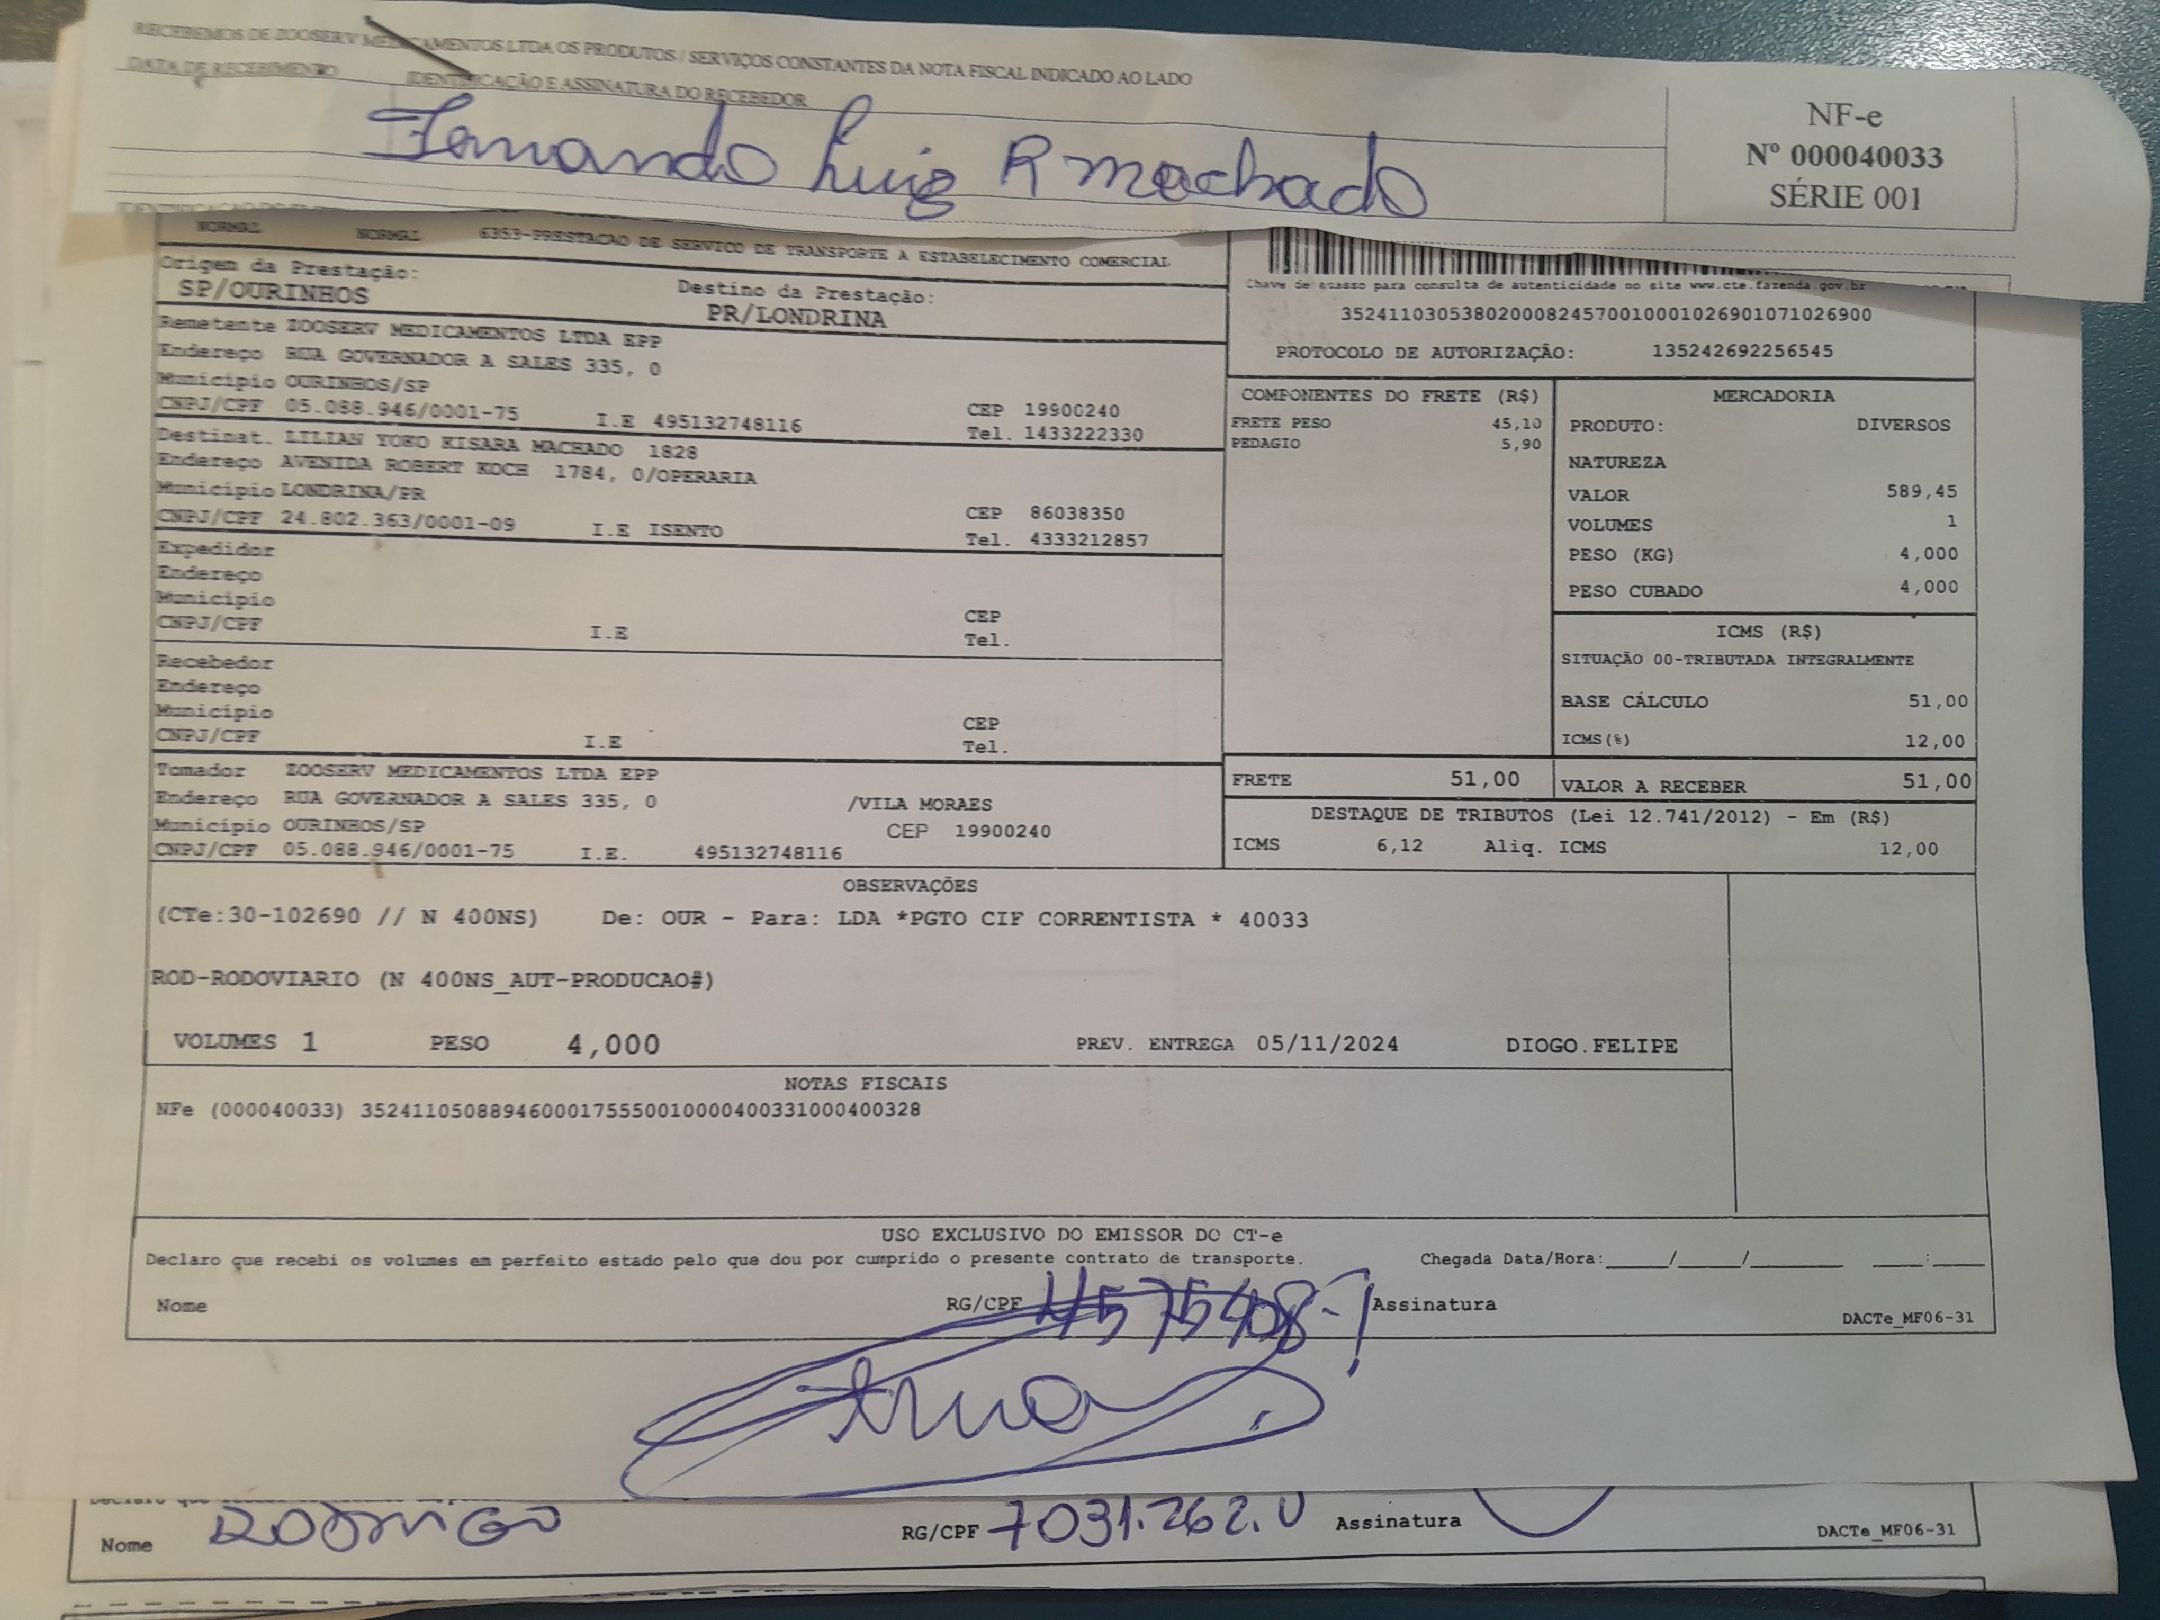 RECEBEMOS DE ZOOSERV MEDICAMENTOS LTDA OS PRODUTOS / SERVIÇOS CONSTANTES DA NOTA FISCAL INDICADO AO LADO
DATA DE RECEBIMENTO IDENTIFICAÇÃO E ASSINATURA DO RECEBEDOR
Fernando Luiz R Machado
NF-e
Nº 000040033
SÉRIE 001
NORMAL NORMAL 6353-PRESTACAO DE SERVICO DE TRANSPORTE A ESTABELECIMENTO COMERCIAL
Origem da Prestação: Destino da Prestação:
SP/OURINHOS PR/LONDRINA
Remetente ZOOSERV MEDICAMENTOS LTDA EPP
Endereço RUA GOVERNADOR A SALES 335, 0
Município OURINHOS/SP
CNPJ/CPF 05.088.946/0001-75 I.E 495132748116 CEP 19900240
Tel. 1433222330
Destinat. LILIAN YOKO KISARA MACHADO 1828
Endereço AVENIDA ROBERT KOCH 1784, 0/OPERARIA
Município LONDRINA/PR
CNPJ/CPF 24.802.363/0001-09 I.E ISENTO CEP 86038350
Tel. 4333212857
Expedidor
Endereço
Município
CNPJ/CPF I.E CEP
Tel.
Recebedor
Endereço
Município
CNPJ/CPF I.E CEP
Tel.
Tomador ZOOSERV MEDICAMENTOS LTDA EPP
Endereço RUA GOVERNADOR A SALES 335, 0 /VILA MORAES
Município OURINHOS/SP CEP 19900240
CNPJ/CPF 05.088.946/0001-75 I.E. 495132748116
Chave de acesso para consulta de autenticidade no site www.cte.fazenda.gov.br
35241103053802000824570010001026901071026900
PROTOCOLO DE AUTORIZAÇÃO: 135242692256545
COMPONENTES DO FRETE (R$)
FRETE PESO 45,10
PEDAGIO 5,90
MERCADORIA
PRODUTO: DIVERSOS
NATUREZA
VALOR 589,45
VOLUMES 1
PESO (KG) 4,000
PESO CUBADO 4,000
ICMS (R$)
SITUAÇÃO 00-TRIBUTADA INTEGRALMENTE
BASE CÁLCULO 51,00
ICMS(%) 12,00
FRETE 51,00 VALOR A RECEBER 51,00
DESTAQUE DE TRIBUTOS (Lei 12.741/2012) - Em (R$)
ICMS 6,12 Aliq. ICMS 12,00
OBSERVAÇÕES
(CTe:30-102690 // N 400NS) De: OUR - Para: LDA *PGTO CIF CORRENTISTA * 40033
ROD-RODOVIARIO (N 400NS_AUT-PRODUCAO#)
VOLUMES 1 PESO 4,000 PREV. ENTREGA 05/11/2024 DIOGO.FELIPE
NOTAS FISCAIS
NFe (000040033) 35241105088946000175550010000400331000400328
USO EXCLUSIVO DO EMISSOR DO CT-e
Declaro que recebi os volumes em perfeito estado pelo que dou por cumprido o presente contrato de transporte. Chegada Data/Hora:____/____/______ ___:___
Nome RG/CPF 4575408-1 Assinatura
DACTe_MF06-31
Nome RODRIGO RG/CPF 7031.262.0 Assinatura
DACTe_MF06-31